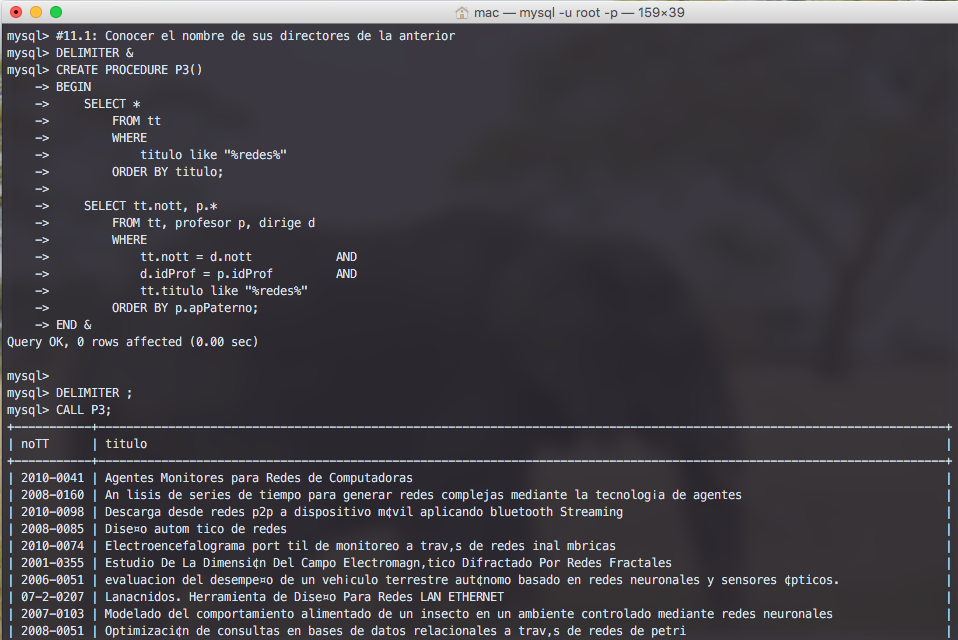 mac — mysql -u root -p — 159×39
mysql> #11.1: Conocer el nombre de sus directores de la anterior
mysql> DELIMITER &
mysql> CREATE PROCEDURE P3()
    -> BEGIN
    ->     SELECT *
    ->         FROM tt
    ->         WHERE
    ->             titulo like "%redes%"
    ->         ORDER BY titulo;
    ->
    ->     SELECT tt.nott, p.*
    ->         FROM tt, profesor p, dirige d
    ->         WHERE
    ->             tt.nott = d.nott            AND
    ->             d.idProf = p.idProf         AND
    ->             tt.titulo like "%redes%"
    ->         ORDER BY p.apPaterno;
    -> END &
Query OK, 0 rows affected (0.00 sec)
mysql>
mysql> DELIMITER ;
mysql> CALL P3;
| noTT      | titulo |
| 2010-0041 | Agentes Monitores para Redes de Computadoras |
| 2008-0160 | An lisis de series de tiempo para generar redes complejas mediante la tecnolog¡a de agentes |
| 2010-0098 | Descarga desde redes p2p a dispositivo m¢vil aplicando bluetooth Streaming |
| 2008-0085 | Dise¤o autom tico de redes |
| 2010-0074 | Electroencefalograma port til de monitoreo a trav‚s de redes inal mbricas |
| 2001-0355 | Estudio De La Dimensi¢n Del Campo Electromagn‚tico Difractado Por Redes Fractales |
| 2006-0051 | evaluacion del desempe¤o de un veh¡culo terrestre aut¢nomo basado en redes neuronales y sensores ¢pticos. |
| 07-2-0207 | Lanacnidos. Herramienta de Dise¤o Para Redes LAN ETHERNET |
| 2007-0103 | Modelado del comportamiento alimentado de un insecto en un ambiente controlado mediante redes neuronales |
| 2008-0051 | Optimizaci¢n de consultas en bases de datos relacionales a trav‚s de redes de petri |